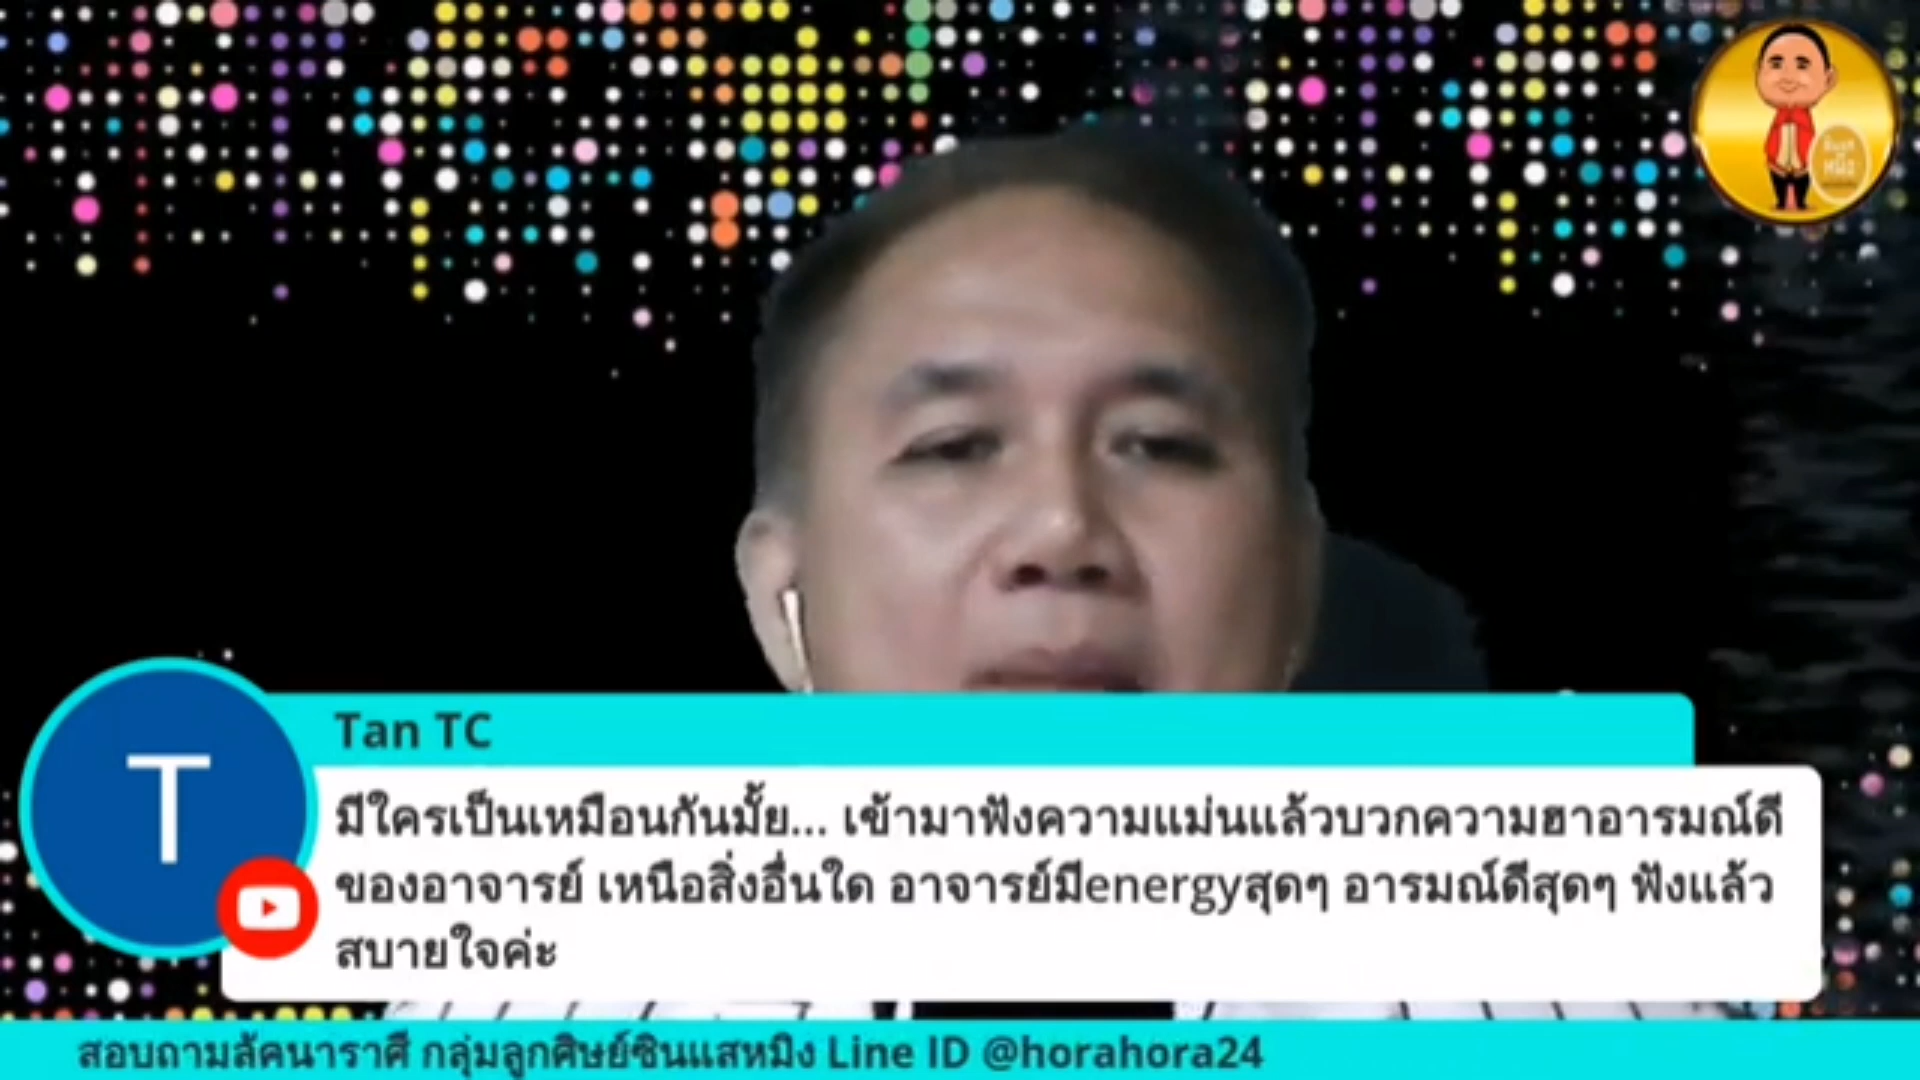 Tan TC
T
มีใครเป็นเหมือนกันมั้ย... เข้ามาฟังความแม่นแล้วบวกความฮาอารมณ์ดี
ของอาจารย์ เหนือสิ่งอื่นใด อาจารย์มีenergyสุดๆ อารมณ์ดีสุดๆ ฟังแล้ว
สบายใจค่ะ
สอบถามลัคนาราศี กลุ่มลูกศิษย์ซินแสหมิง Line ID @horahora24